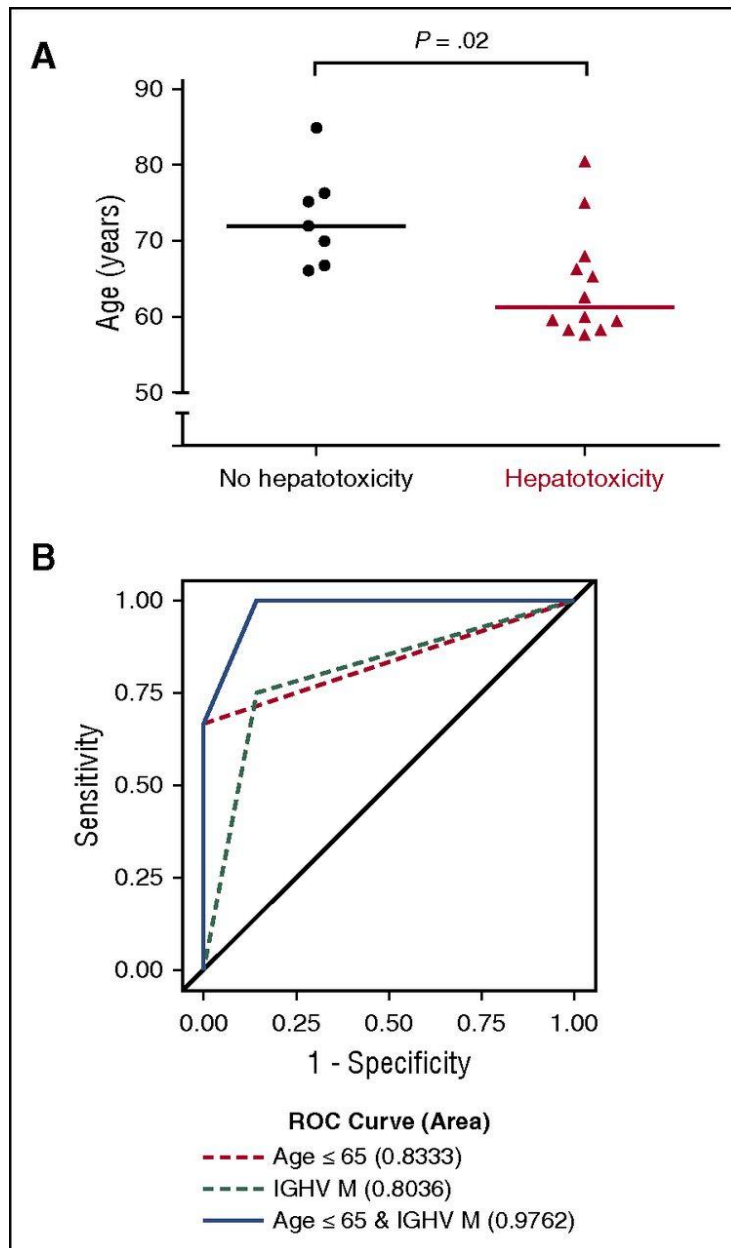 A
P = .02
Age (years)
90
80
70
60
50
No hepatotoxicity
Hepatotoxicity
B
Sensitivity
1.00
0.75
0.50
0.25
0.00
0.00 0.25 0.50 0.75 1.00
1 - Specificity
ROC Curve (Area)
Age ≤ 65 (0.8333)
IGHV M (0.8036)
Age ≤ 65 & IGHV M (0.9762)